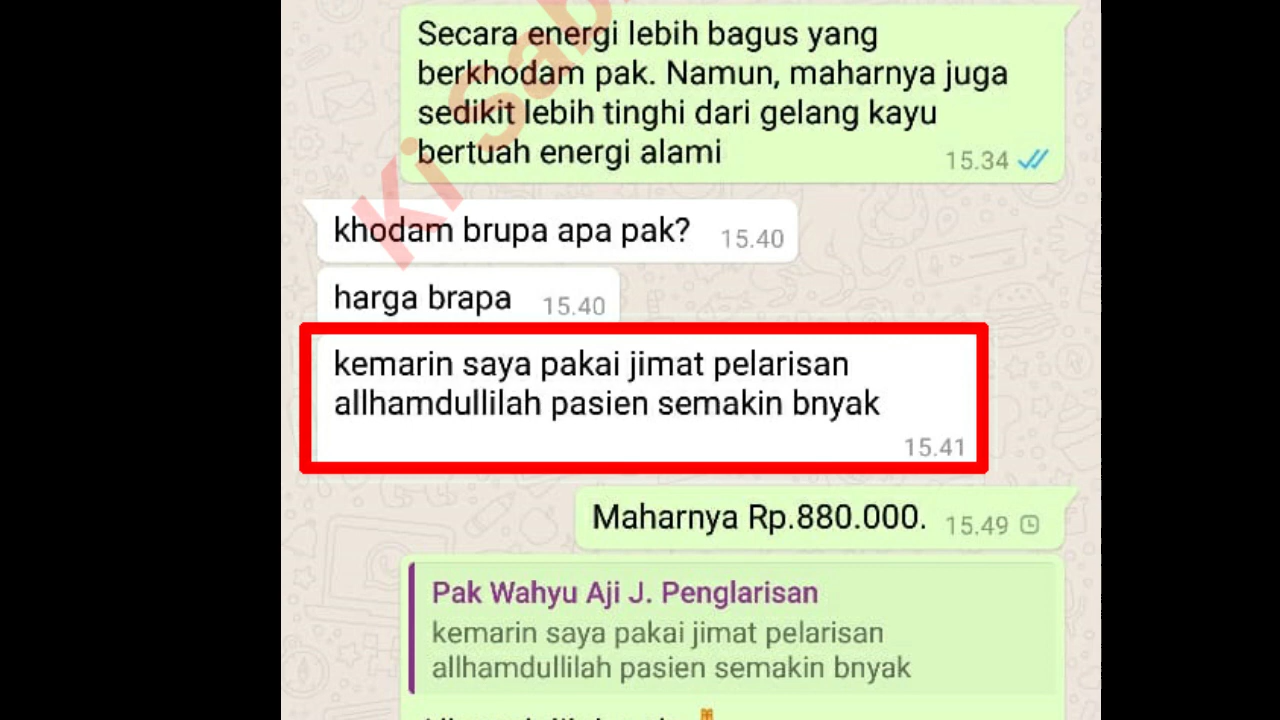 Secara energi lebih bagus yang
berkhodam pak. Namun, maharnya juga
sedikit lebih tinghi dari gelang kayu
bertuah energi alami
15.34
Ki Sab
khodam brupa apa pak?
15.40
harga brapa
15.40
kemarin saya pakai jimat pelarisan
allhamdullilah pasien semakin bnyak
15.41
Maharnya Rp.880.000.
15.49
Pak Wahyu Aji J. Penglarisan
kemarin saya pakai jimat pelarisan
allhamdullilah pasien semakin bnyak